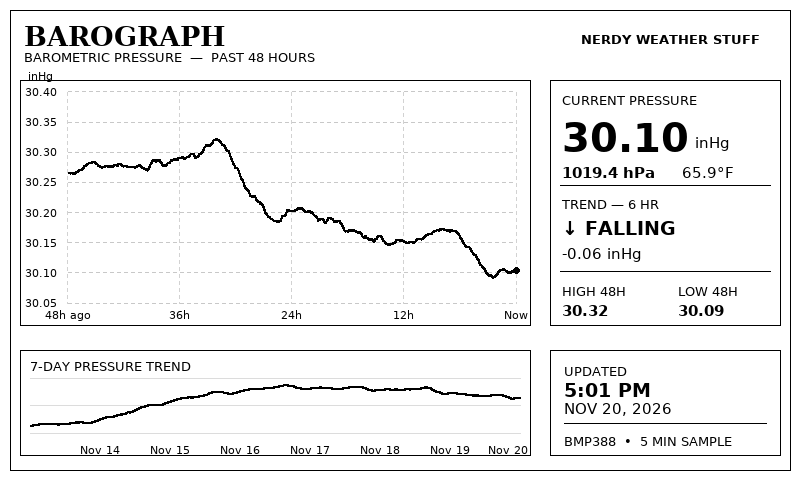 BAROGRAPH
BAROMETRIC PRESSURE — PAST 48 HOURS
NERDY WEATHER STUFF
inHg
30.40
30.35
30.30
30.25
30.20
30.15
30.10
30.05
48h ago 36h 24h 12h Now
CURRENT PRESSURE
30.10 inHg
1019.4 hPa 65.9°F
TREND — 6 HR
↓ FALLING
-0.06 inHg
HIGH 48H LOW 48H
30.32 30.09
7-DAY PRESSURE TREND
Nov 14 Nov 15 Nov 16 Nov 17 Nov 18 Nov 19 Nov 20
UPDATED
5:01 PM
NOV 20, 2026
BMP388 • 5 MIN SAMPLE